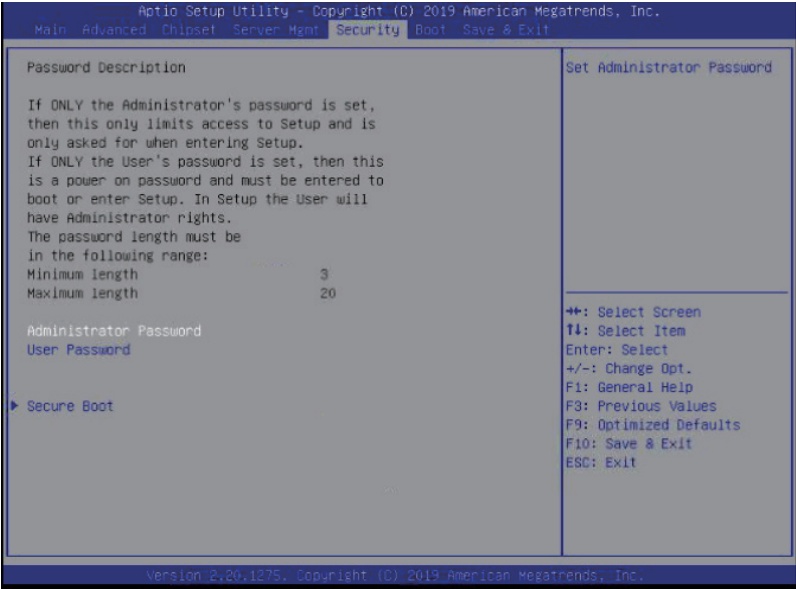 Aptio Setup Utility - Copyright (C) 2019 American Megatrends, Inc.
Main Advanced Chipset Server Mgmt Security Boot Save & Exit
Password Description
If ONLY the Administrator's password is set,
then this only limits access to Setup and is
only asked for when entering Setup.
If ONLY the User's password is set, then this
is a power on password and must be entered to
boot or enter Setup. In Setup the User will
have Administrator rights.
The password length must be
in the following range:
Minimum length 3
Maximum length 20
Administrator Password
User Password
Secure Boot
Set Administrator Password
→←: Select Screen
↑↓: Select Item
Enter: Select
+/-: Change Opt.
F1: General Help
F3: Previous Values
F9: Optimized Defaults
F10: Save & Exit
ESC: Exit
Version 2.20.1275. Copyright (C) 2019 American Megatrends, Inc.